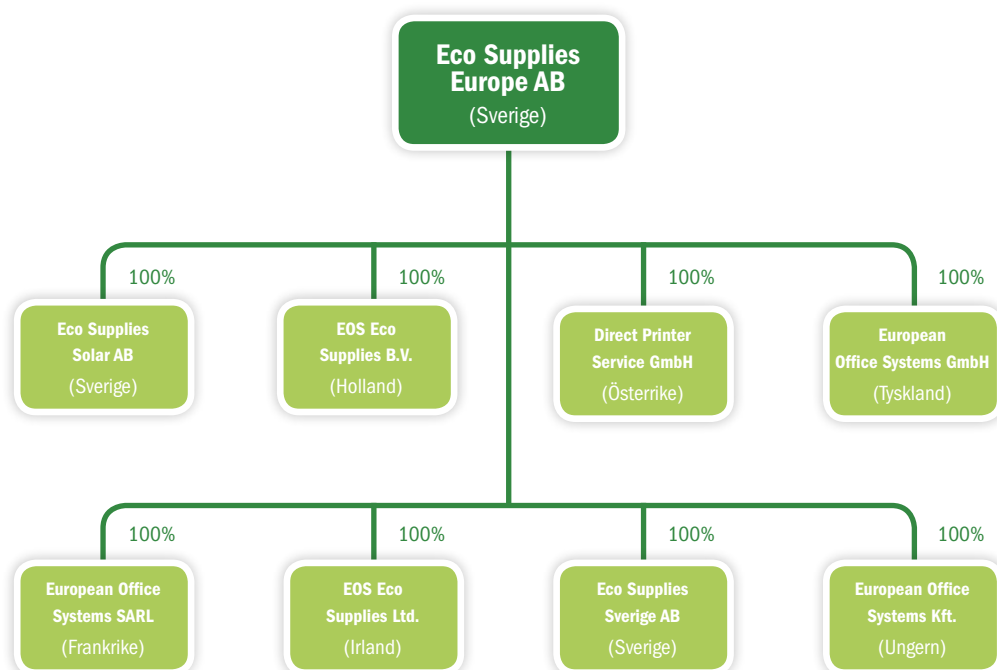 Eco Supplies
Europe AB
(Sverige)
100%
100%
100%
100%
Eco Supplies
Solar AB
(Sverige)
EOS Eco
Supplies B.V.
(Holland)
Direct Printer
Service GmbH
(Österrike)
European
Office Systems GmbH
(Tyskland)
100%
100%
100%
100%
European Office
Systems SARL
(Frankrike)
EOS Eco
Supplies Ltd.
(Irland)
Eco Supplies
Sverige AB
(Sverige)
European Office
Systems Kft.
(Ungern)